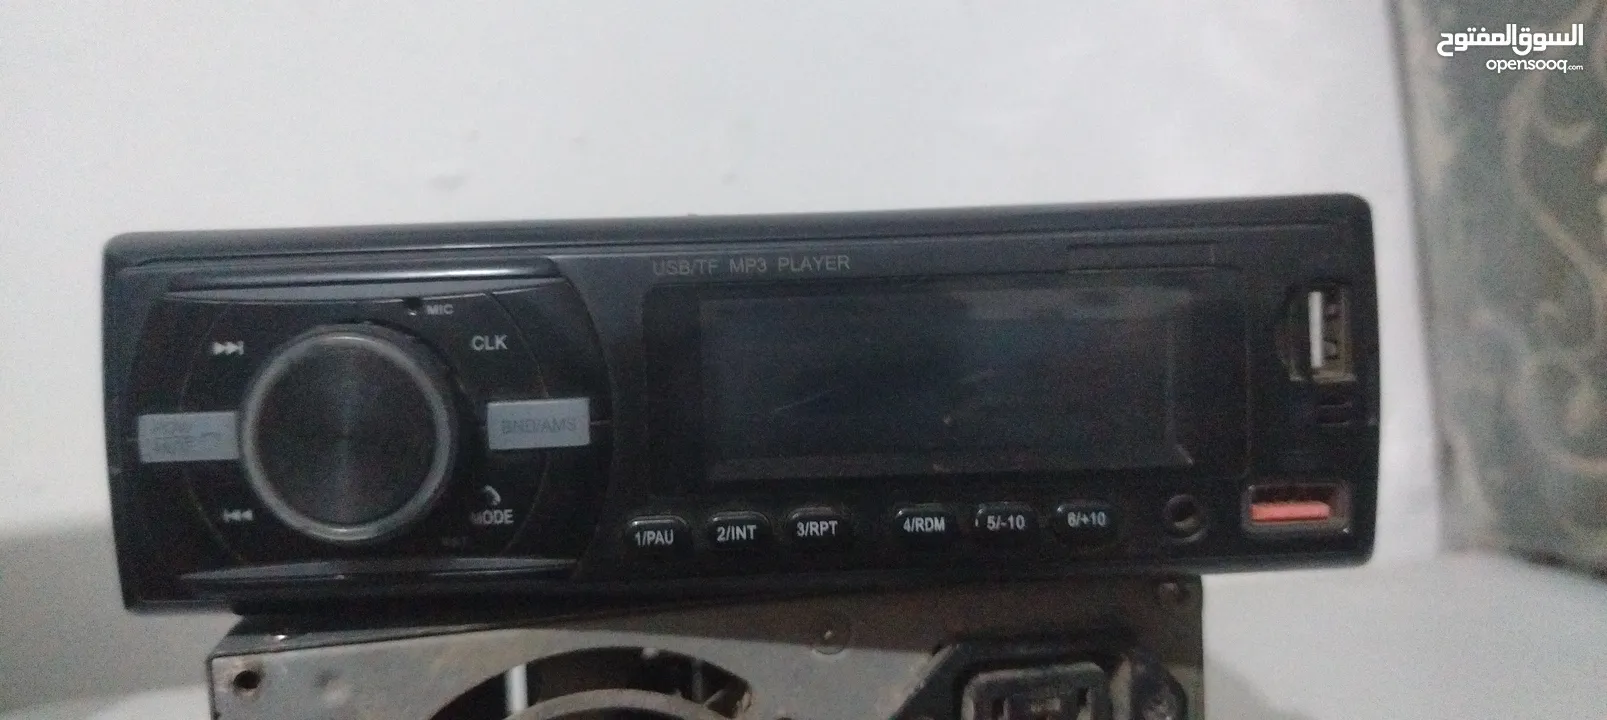 السوق المفتوح
opensooq.com
USB/TF MP3 PLAYER
MIC
CLK
BND/AMS
MODE
1/PAU
2/INT
3/RPT
4/RDM
5/-10
6/+10